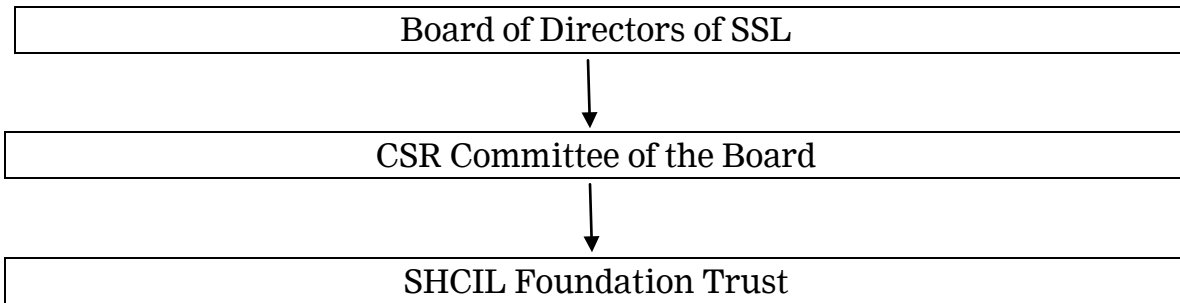 Board of Directors of SSL
CSR Committee of the Board
SHCIL Foundation Trust